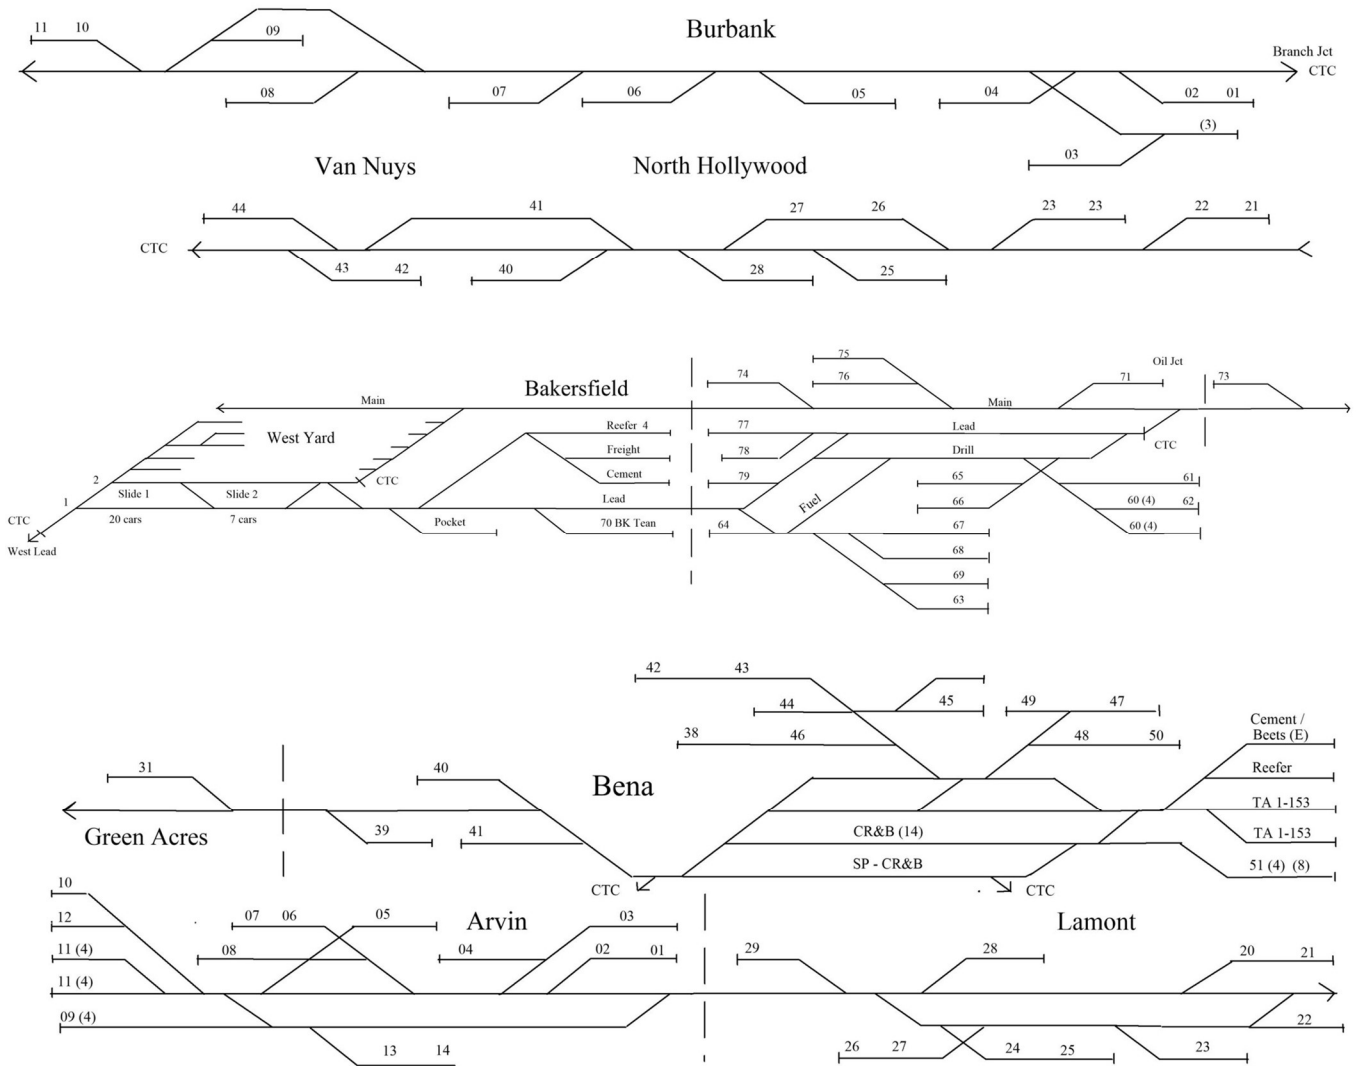 Burbank
11 10
09
Branch Jct
CTC
08
07
06
05
04
02 01
(3)
03
Van Nuys
North Hollywood
44
41
27 26
23 23
22 21
CTC
43 42
40
28
25
Bakersfield
75
Oil Jct
74
76
71
73
Main
Main
West Yard
Reefer 4
77
Lead
CTC
Freight
78
Drill
Cement
79
65
61
2
CTC
Slide 1
Slide 2
1
Lead
Fuel
66
60 (4) 62
CTC
20 cars
7 cars
Pocket
70 BK Tean
64
67
60 (4)
West Lead
68
69
63
42 43
44
45
49 47
Cement /
Beets (E)
38 46
48 50
31
40
Bena
Reefer
TA 1-153
Green Acres
39
41
CR&B (14)
TA 1-153
SP - CR&B
51 (4) (8)
CTC
CTC
10
12
07 06
05
Arvin
03
Lamont
11 (4)
08
04
02 01
29
28
20 21
11 (4)
09 (4)
22
13 14
26 27
24 25
23